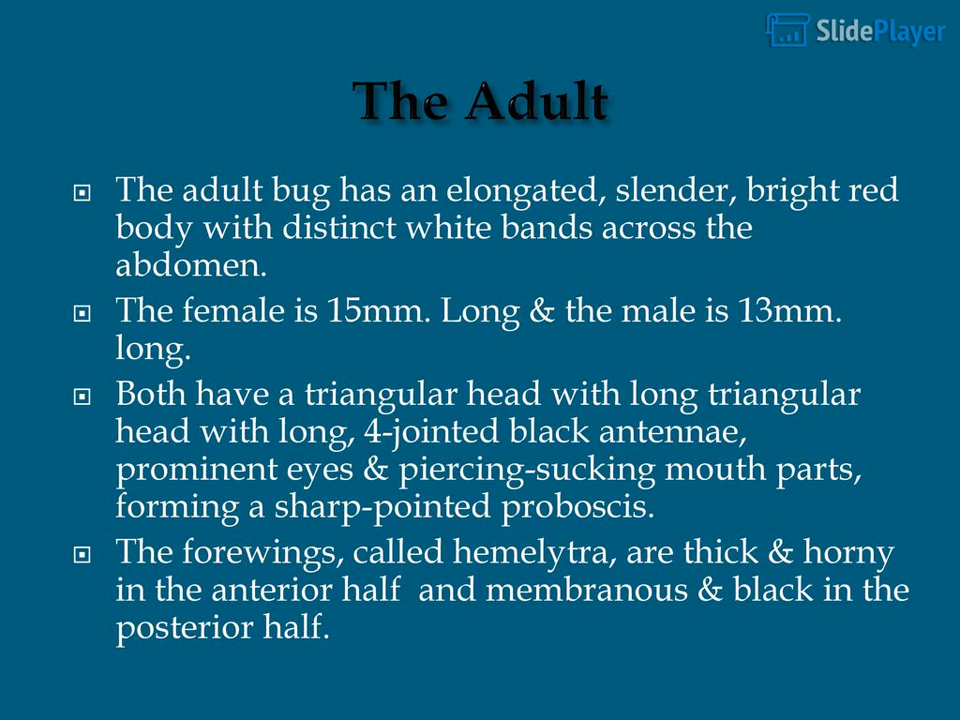 SlidePlayer
The Adult
The adult bug has an elongated, slender, bright red
body with distinct white bands across the
abdomen.
The female is 15mm. Long & the male is 13mm.
long.
Both have a triangular head with long triangular
head with long, 4-jointed black antennae,
prominent eyes & piercing-sucking mouth parts,
forming a sharp-pointed proboscis.
The forewings, called hemelytra, are thick & horny
in the anterior half  and membranous & black in the
posterior half.